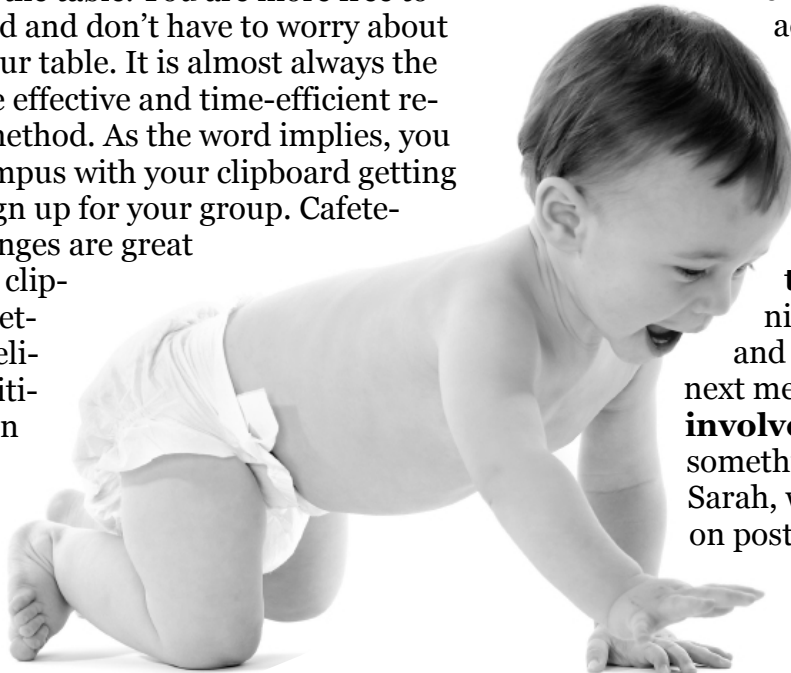 the table. You are more free to
d and don't have to worry about
ur table. It is almost always the
e effective and time-efficient re-
method. As the word implies, you
mpus with your clipboard getting
gn up for your group. Cafete-
nges are great
clip-
et-
eli-
iti-
n
t
ni
and
next me
involve
someth
Sarah,
on post